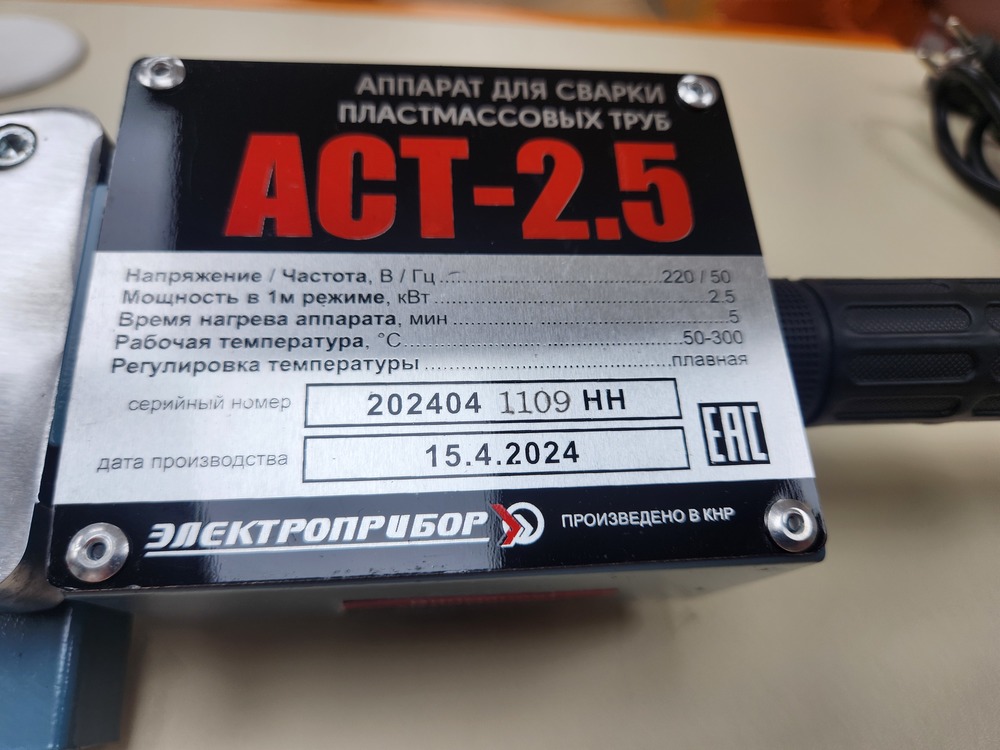 АППАРАТ ДЛЯ СВАРКИ
ПЛАСТМАССОВЫХ ТРУБ
АСТ-2.5
Напряжение / Частота, В / Гц 220 / 50
Мощность в 1м режиме, кВт 2.5
Время нагрева аппарата, мин 5
Рабочая температура, °С 50-300
Регулировка температуры плавная
серийный номер 202404 1109 НН
дата производства 15.4.2024
ЕАС
ЭЛЕКТРОПРИБОР ПРОИЗВЕДЕНО В КНР